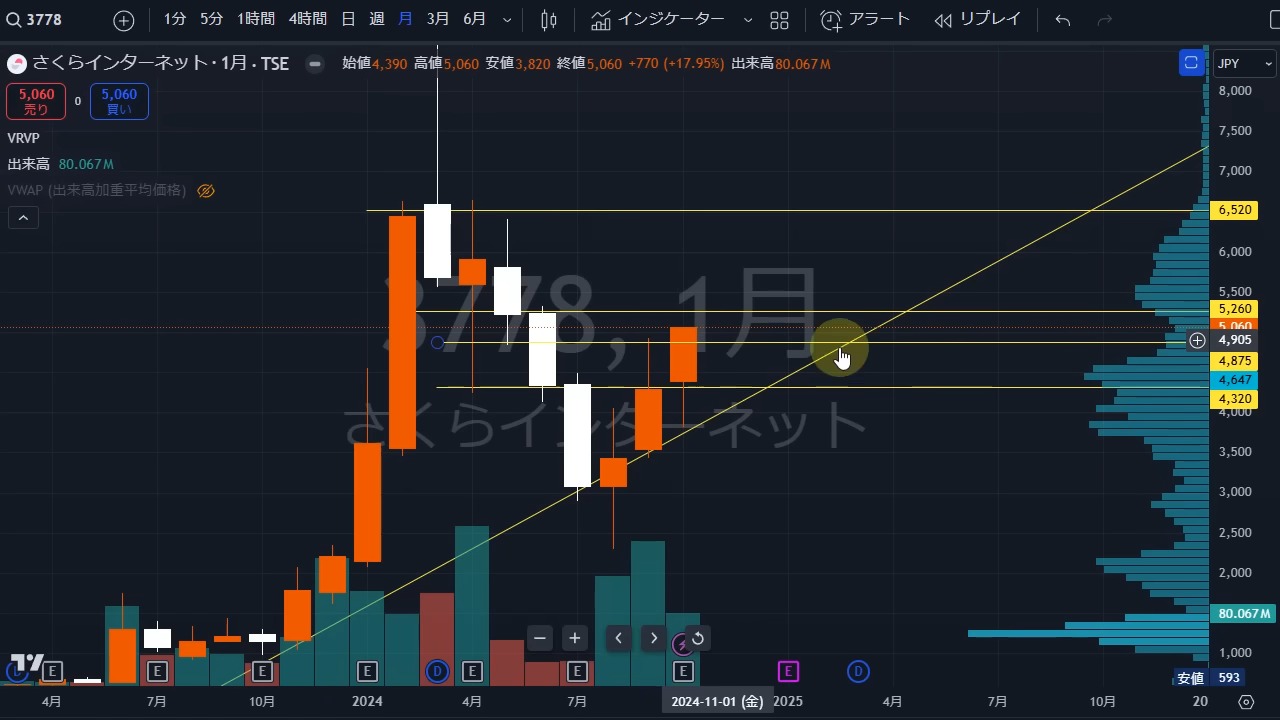 3778 1分 5分 1時間 4時間 日 週 月 3月 6月 インジケーター アラート リプレイ
さくらインターネット・1月・TSE 始値4,390 高値5,060 安値3,820 終値5,060 +770 (+17.95%) 出来高80.067M
JPY
5,060 売り 0 5,060 買い
VRVP
出来高 80.067M
VWAP (出来高加重平均価格)
3778, 1月
さくらインターネット
8,000
7,500
7,000
6,520
6,000
5,500
5,260
5,060
4,905
4,875
4,647
4,320
4,000
3,500
3,000
2,500
2,000
80.067M
1,000
安値 593
D E E E E D E E E E D
4月 7月 10月 2024 4月 7月 2024-11-01 (金) 2025 4月 7月 10月 20